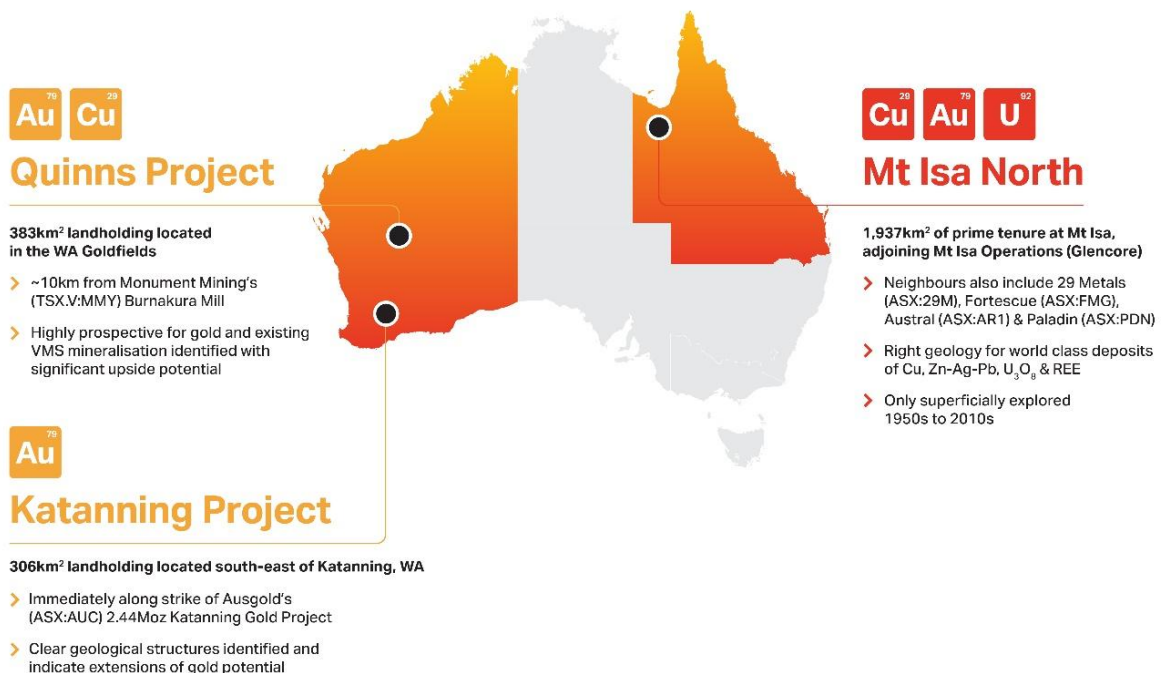 79
Au
29
Cu
Quinns Project
383km² landholding located
in the WA Goldfields
~10km from Monument Mining's
(TSX.V:MMY) Burnakura Mill
Highly prospective for gold and existing
VMS mineralisation identified with
significant upside potential
79
Au
Katanning Project
306km² landholding located south-east of Katanning, WA
Immediately along strike of Ausgold's
(ASX:AUC) 2.44Moz Katanning Gold Project
Clear geological structures identified and
indicate extensions of gold potential
29
Cu
79
Au
92
U
Mt Isa North
1,937km² of prime tenure at Mt Isa,
adjoining Mt Isa Operations (Glencore)
Neighbours also include 29 Metals
(ASX:29M), Fortescue (ASX:FMG),
Austral (ASX:AR1) & Paladin (ASX:PDN)
Right geology for world class deposits
of Cu, Zn-Ag-Pb, U₃O₈ & REE
Only superficially explored
1950s to 2010s